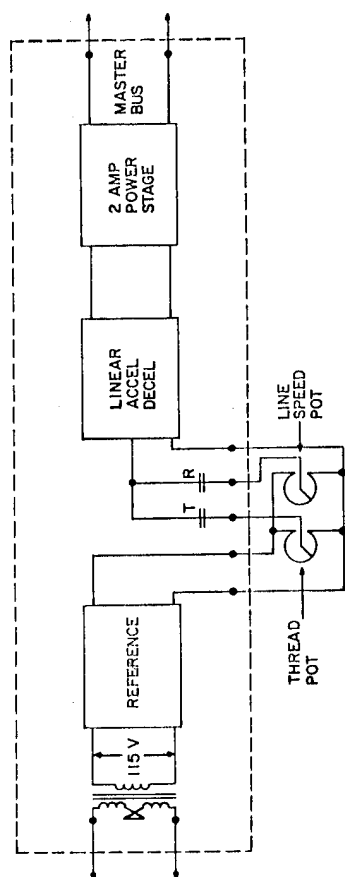 115 V
REFERENCE
T
R
LINEAR
ACCEL
DECEL
2 AMP
POWER
STAGE
MASTER
BUS
THREAD
POT
LINE
SPEED
POT